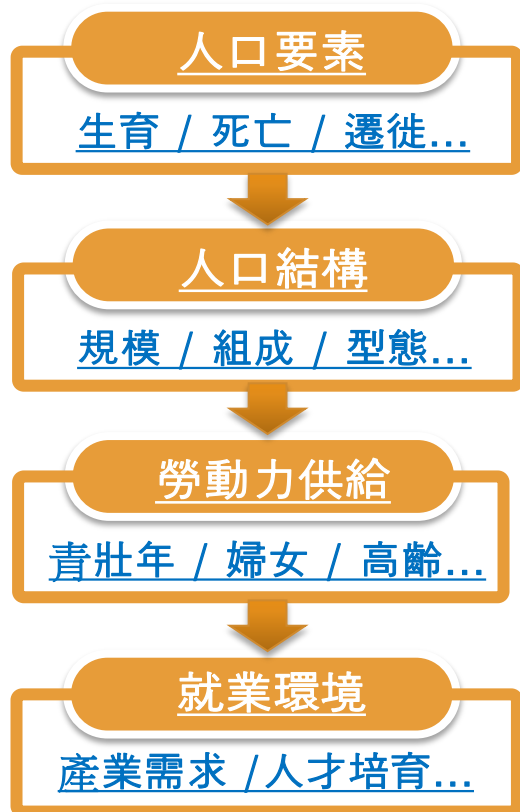 人口要素
生育 / 死亡 / 遷徙...
人口結構
規模 / 組成 / 型態...
勞動力供給
青壯年 / 婦女 / 高齡...
就業環境
產業需求 /人才培育...